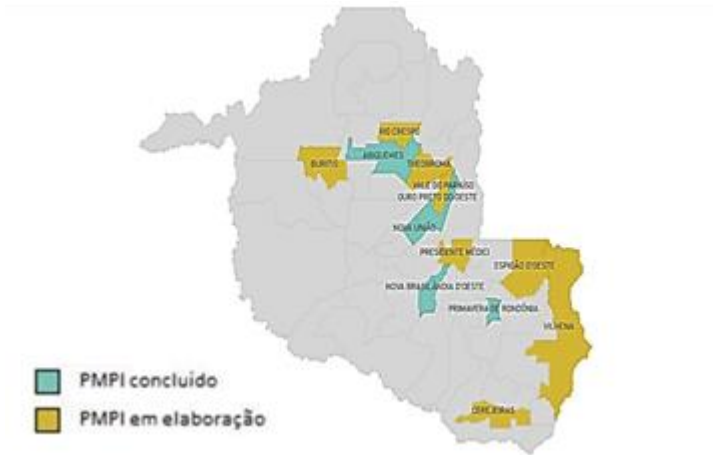 RIO CRESPO
ARIQUEMES
BURITIS
THEOBROMA
VALE DO PARAÍSO
OURO PRETO DO OESTE
NOVA UNIÃO
PRESIDENTE MÉDICI
ESPIGÃO D'OESTE
NOVA BRASILÂNDIA D'OESTE
PRIMAVERA DE RONDÔNIA
VILHENA
PMPI concluído
PMPI em elaboração
CEREJEIRAS